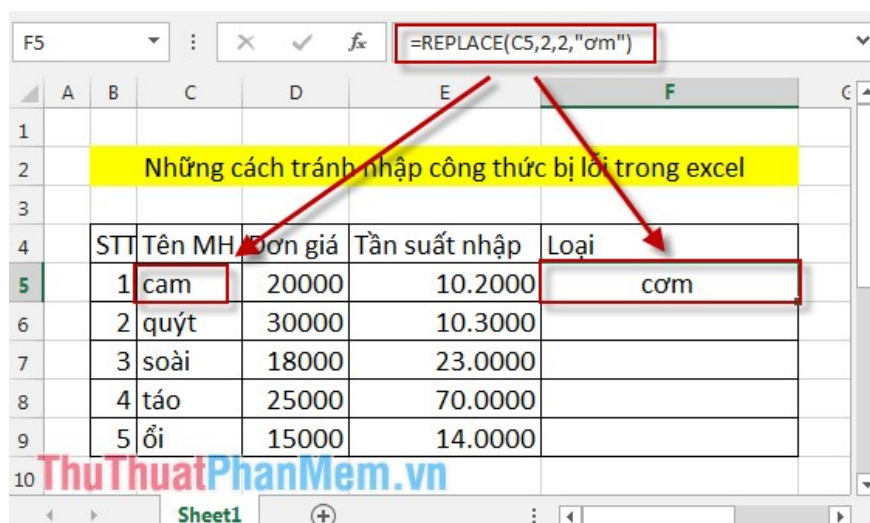 F5 fx =REPLACE(C5,2,2,"ơm")
A B C D E F G
1
2 Những cách tránh nhập công thức bị lỗi trong excel
3
4 STT Tên MH Đơn giá Tần suất nhập Loại
5 1 cam 20000 10.2000 cơm
6 2 quýt 30000 10.3000
7 3 soài 18000 23.0000
8 4 táo 25000 70.0000
9 5 ổi 15000 14.0000
10 ThuThuatPhanMem.vn
Sheet1